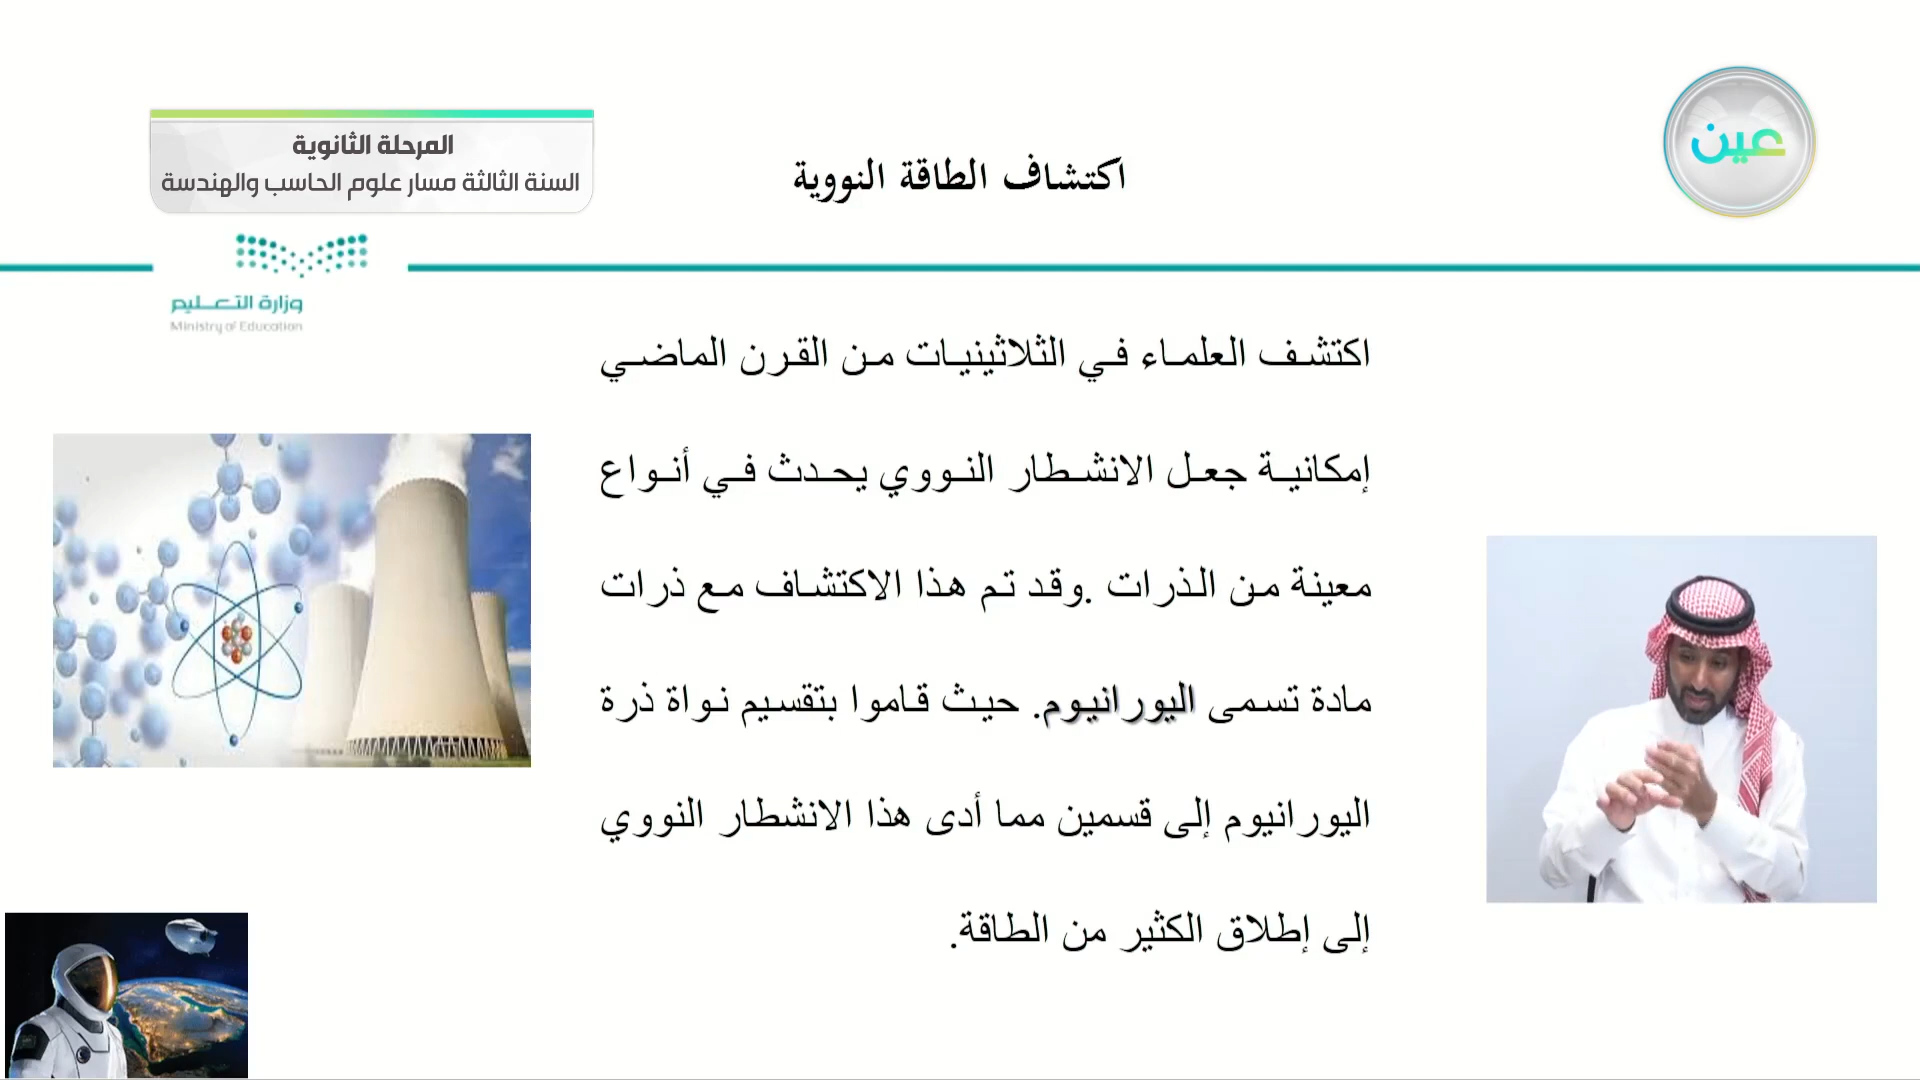 المرحلة الثانوية
السنة الثالثة مسار علوم الحاسب والهندسة
اكتشاف الطاقة النووية
عين
وزارة التعليم
Ministry of Education
اكتشف العلماء في الثلاثينيات من القرن الماضي
إمكانية جعل الانشطار النووي يحدث في أنواع
معينة من الذرات .وقد تم هذا الاكتشاف مع ذرات
مادة تسمى اليورانيوم. حيث قاموا بتقسيم نواة ذرة
اليورانيوم إلى قسمين مما أدى هذا الانشطار النووي
إلى إطلاق الكثير من الطاقة.